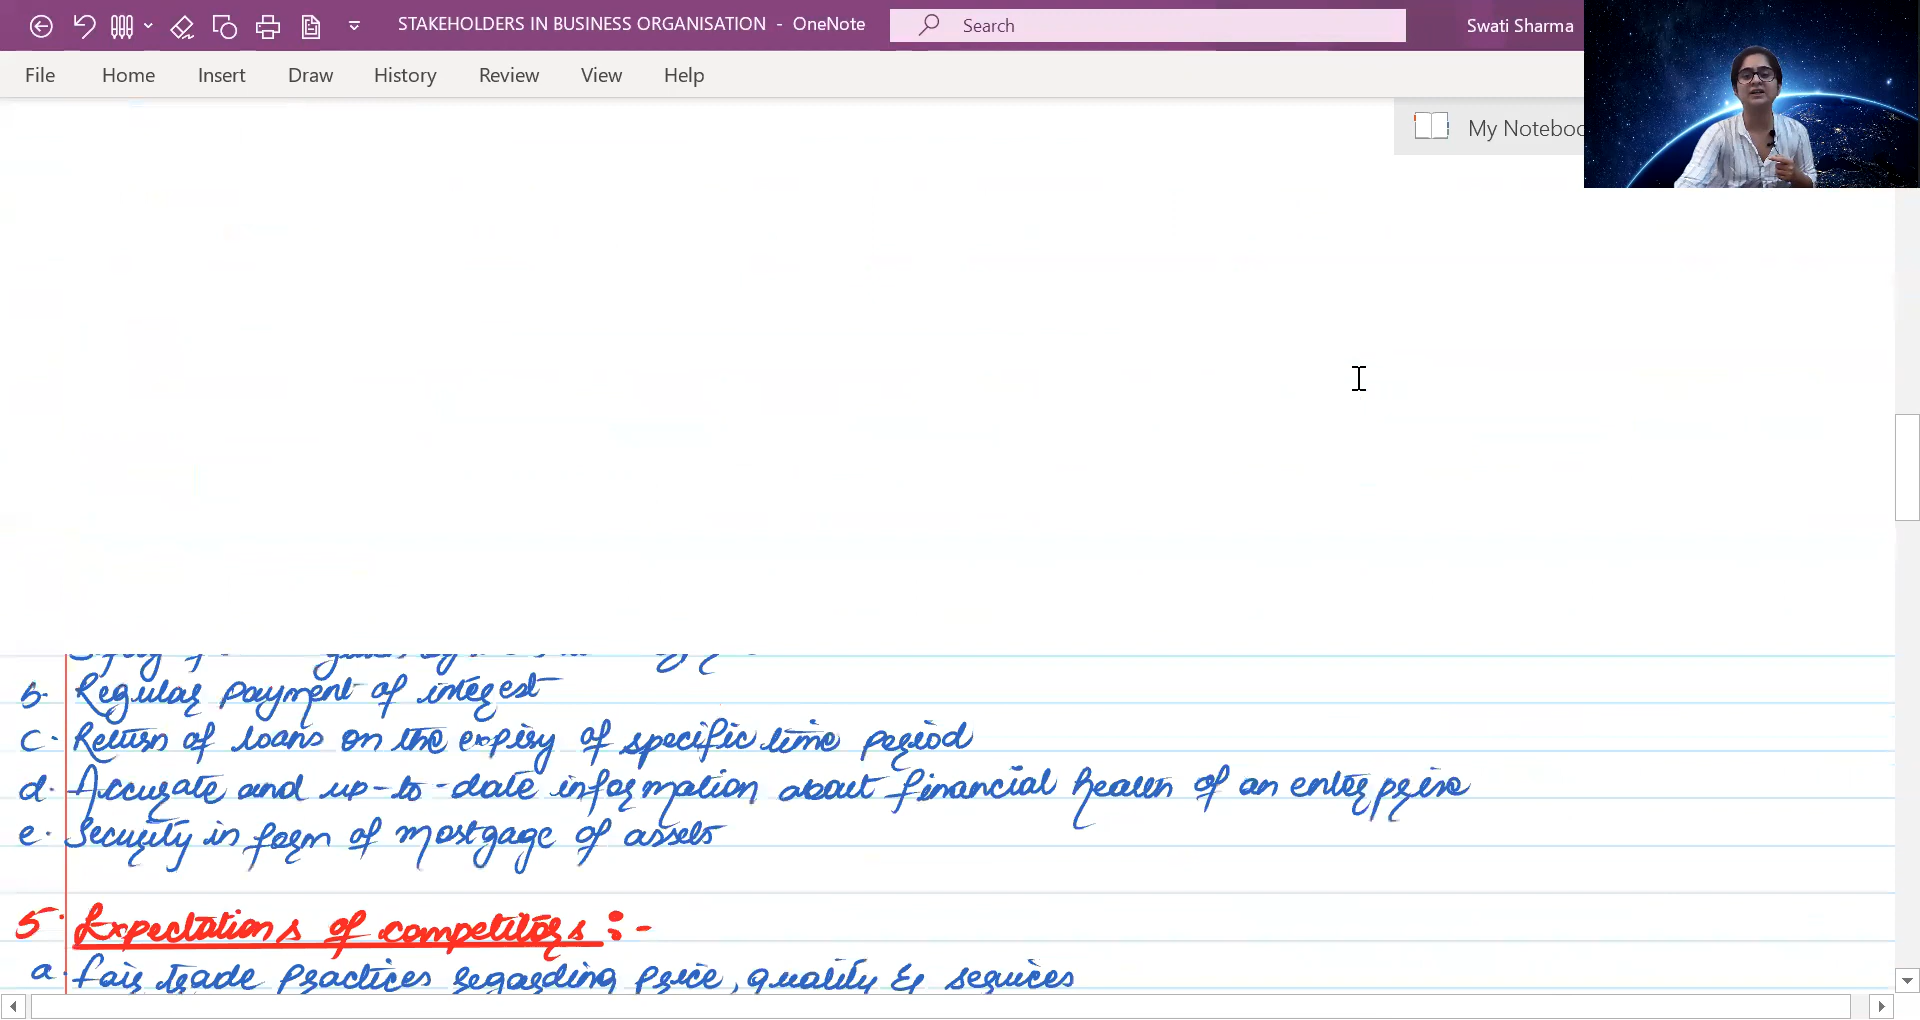 STAKEHOLDERS IN BUSINESS ORGANISATION - OneNote
Search
Swati Sharma
File Home Insert Draw History Review View Help
My Noteboo
b. Regular payment of interest
c. Return of loans on the expiry of specific time period
d. Accurate and up-to-date information about financial health of an enterprise
e. Security in form of mortgage of assets
5. Expectations of competitors :-
a. fair trade practices regarding price, quality & services